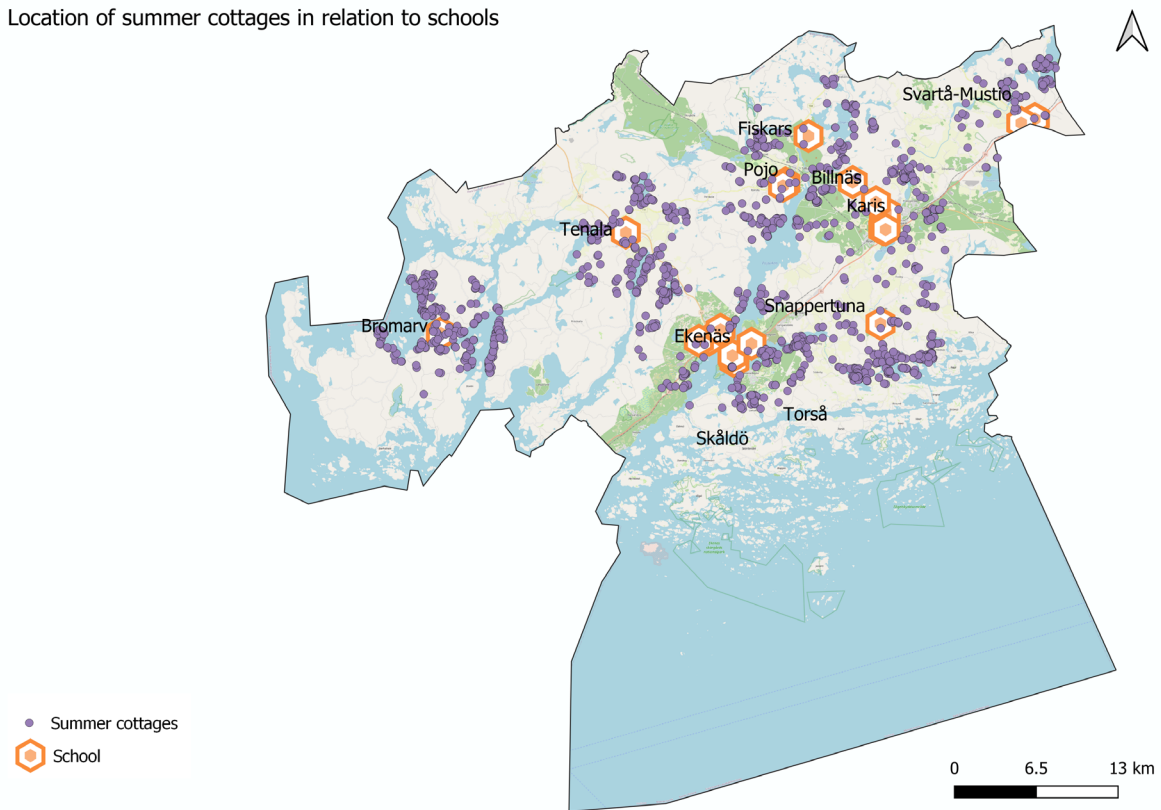 Location of summer cottages in relation to schools
Svartå-Mustio
Fiskars
Pojo
Billnäs
Karis
Tenala
Snappertuna
Bromarv
Ekenäs
Torså
Skåldö
Summer cottages
School
0 6.5 13 km